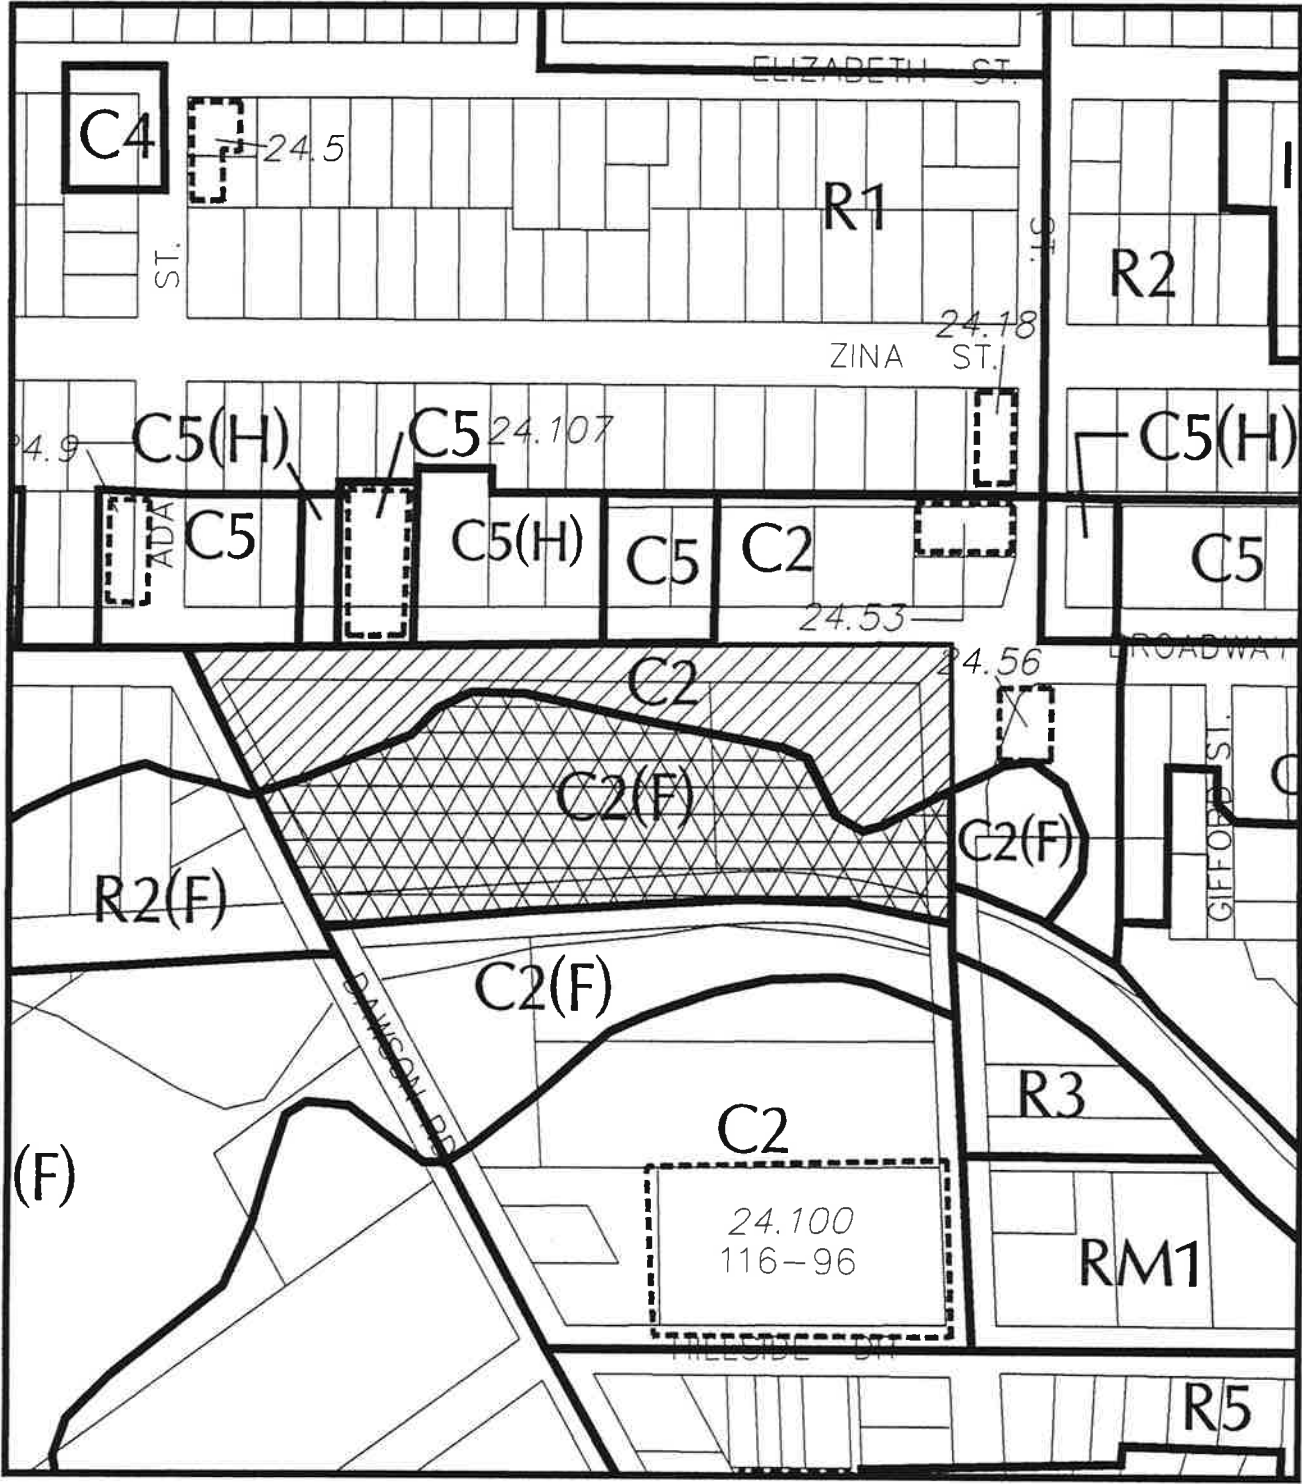 ELIZABETH ST.
C4
24.5
R1
ST.
ST.
R2
24.18
ZINA ST.
C5(H)
C5
24.107
C5(H)
24.9
ADA
C5
C5(H)
C5
C2
C5
24.53
BROADWAY
C2
24.56
C2(F)
C2(F)
GIFFORD ST.
R2(F)
C2(F)
DAWSON RD
R3
C2
(F)
24.100
116-96
RM1
HILLSIDE DR
R5